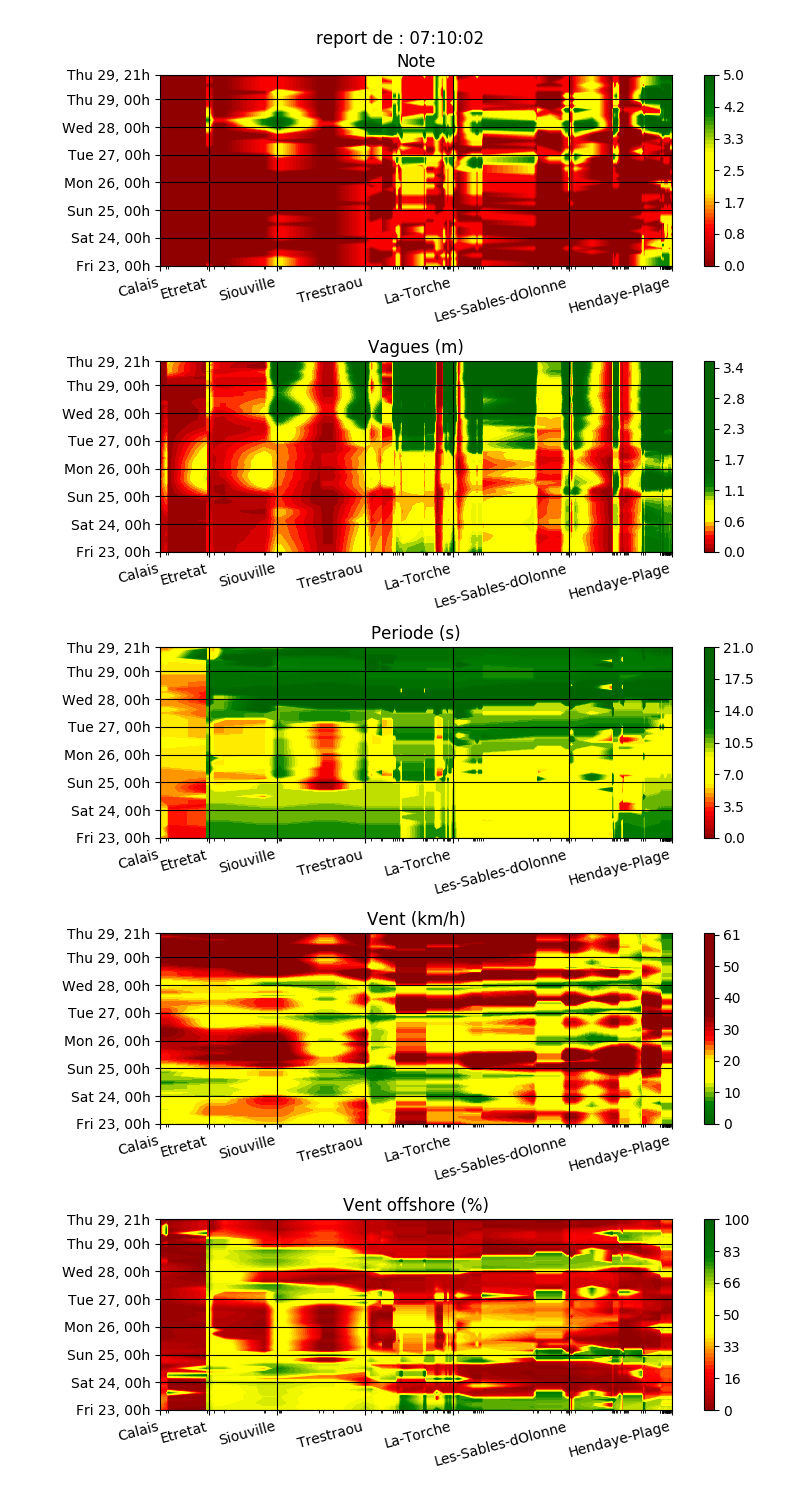 report de : 07:10:02
Note
Thu 29, 21h
Thu 29, 00h
Wed 28, 00h
Tue 27, 00h
Mon 26, 00h
Sun 25, 00h
Sat 24, 00h
Fri 23, 00h
5.0
4.2
3.3
2.5
1.7
0.8
0.0
Calais
Etretat
Siouville
Trestraou
La-Torche
Les-Sables-dOlonne
Hendaye-Plage
Vagues (m)
Thu 29, 21h
Thu 29, 00h
Wed 28, 00h
Tue 27, 00h
Mon 26, 00h
Sun 25, 00h
Sat 24, 00h
Fri 23, 00h
3.4
2.8
2.3
1.7
1.1
0.6
0.0
Calais
Etretat
Siouville
Trestraou
La-Torche
Les-Sables-dOlonne
Hendaye-Plage
Periode (s)
Thu 29, 21h
Thu 29, 00h
Wed 28, 00h
Tue 27, 00h
Mon 26, 00h
Sun 25, 00h
Sat 24, 00h
Fri 23, 00h
21.0
17.5
14.0
10.5
7.0
3.5
0.0
Calais
Etretat
Siouville
Trestraou
La-Torche
Les-Sables-dOlonne
Hendaye-Plage
Vent (km/h)
Thu 29, 21h
Thu 29, 00h
Wed 28, 00h
Tue 27, 00h
Mon 26, 00h
Sun 25, 00h
Sat 24, 00h
Fri 23, 00h
61
50
40
30
20
10
0
Calais
Etretat
Siouville
Trestraou
La-Torche
Les-Sables-dOlonne
Hendaye-Plage
Vent offshore (%)
Thu 29, 21h
Thu 29, 00h
Wed 28, 00h
Tue 27, 00h
Mon 26, 00h
Sun 25, 00h
Sat 24, 00h
Fri 23, 00h
100
83
66
50
33
16
0
Calais
Etretat
Siouville
Trestraou
La-Torche
Les-Sables-dOlonne
Hendaye-Plage